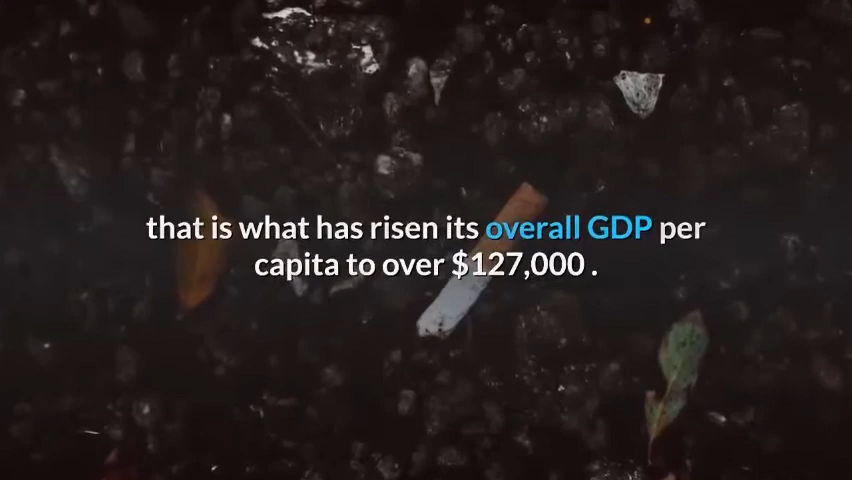 that is what has risen its overall GDP per
capita to over $127,000 .